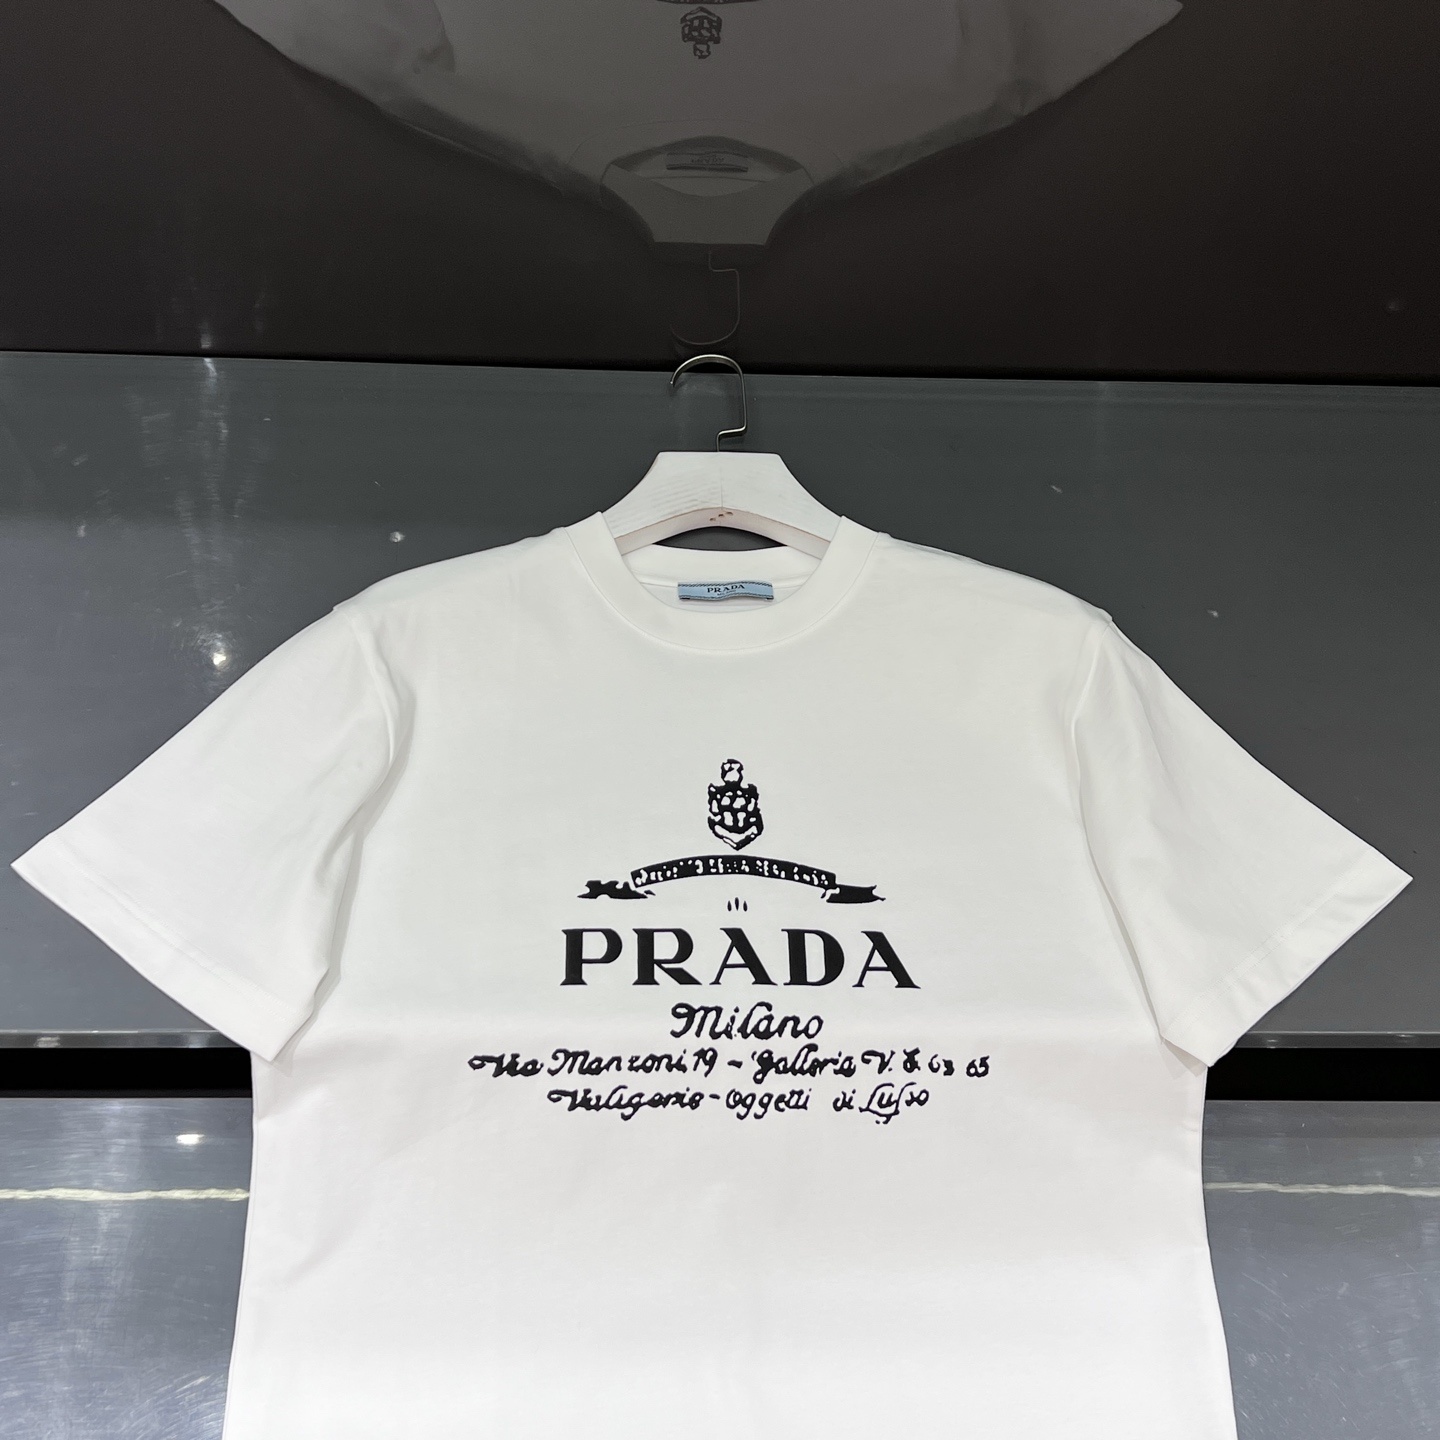 PRADA
PRADA
Milano
Via Manzoni, 19 - Galleria V. E. 63 65
Valigerie - Oggetti di Lusso